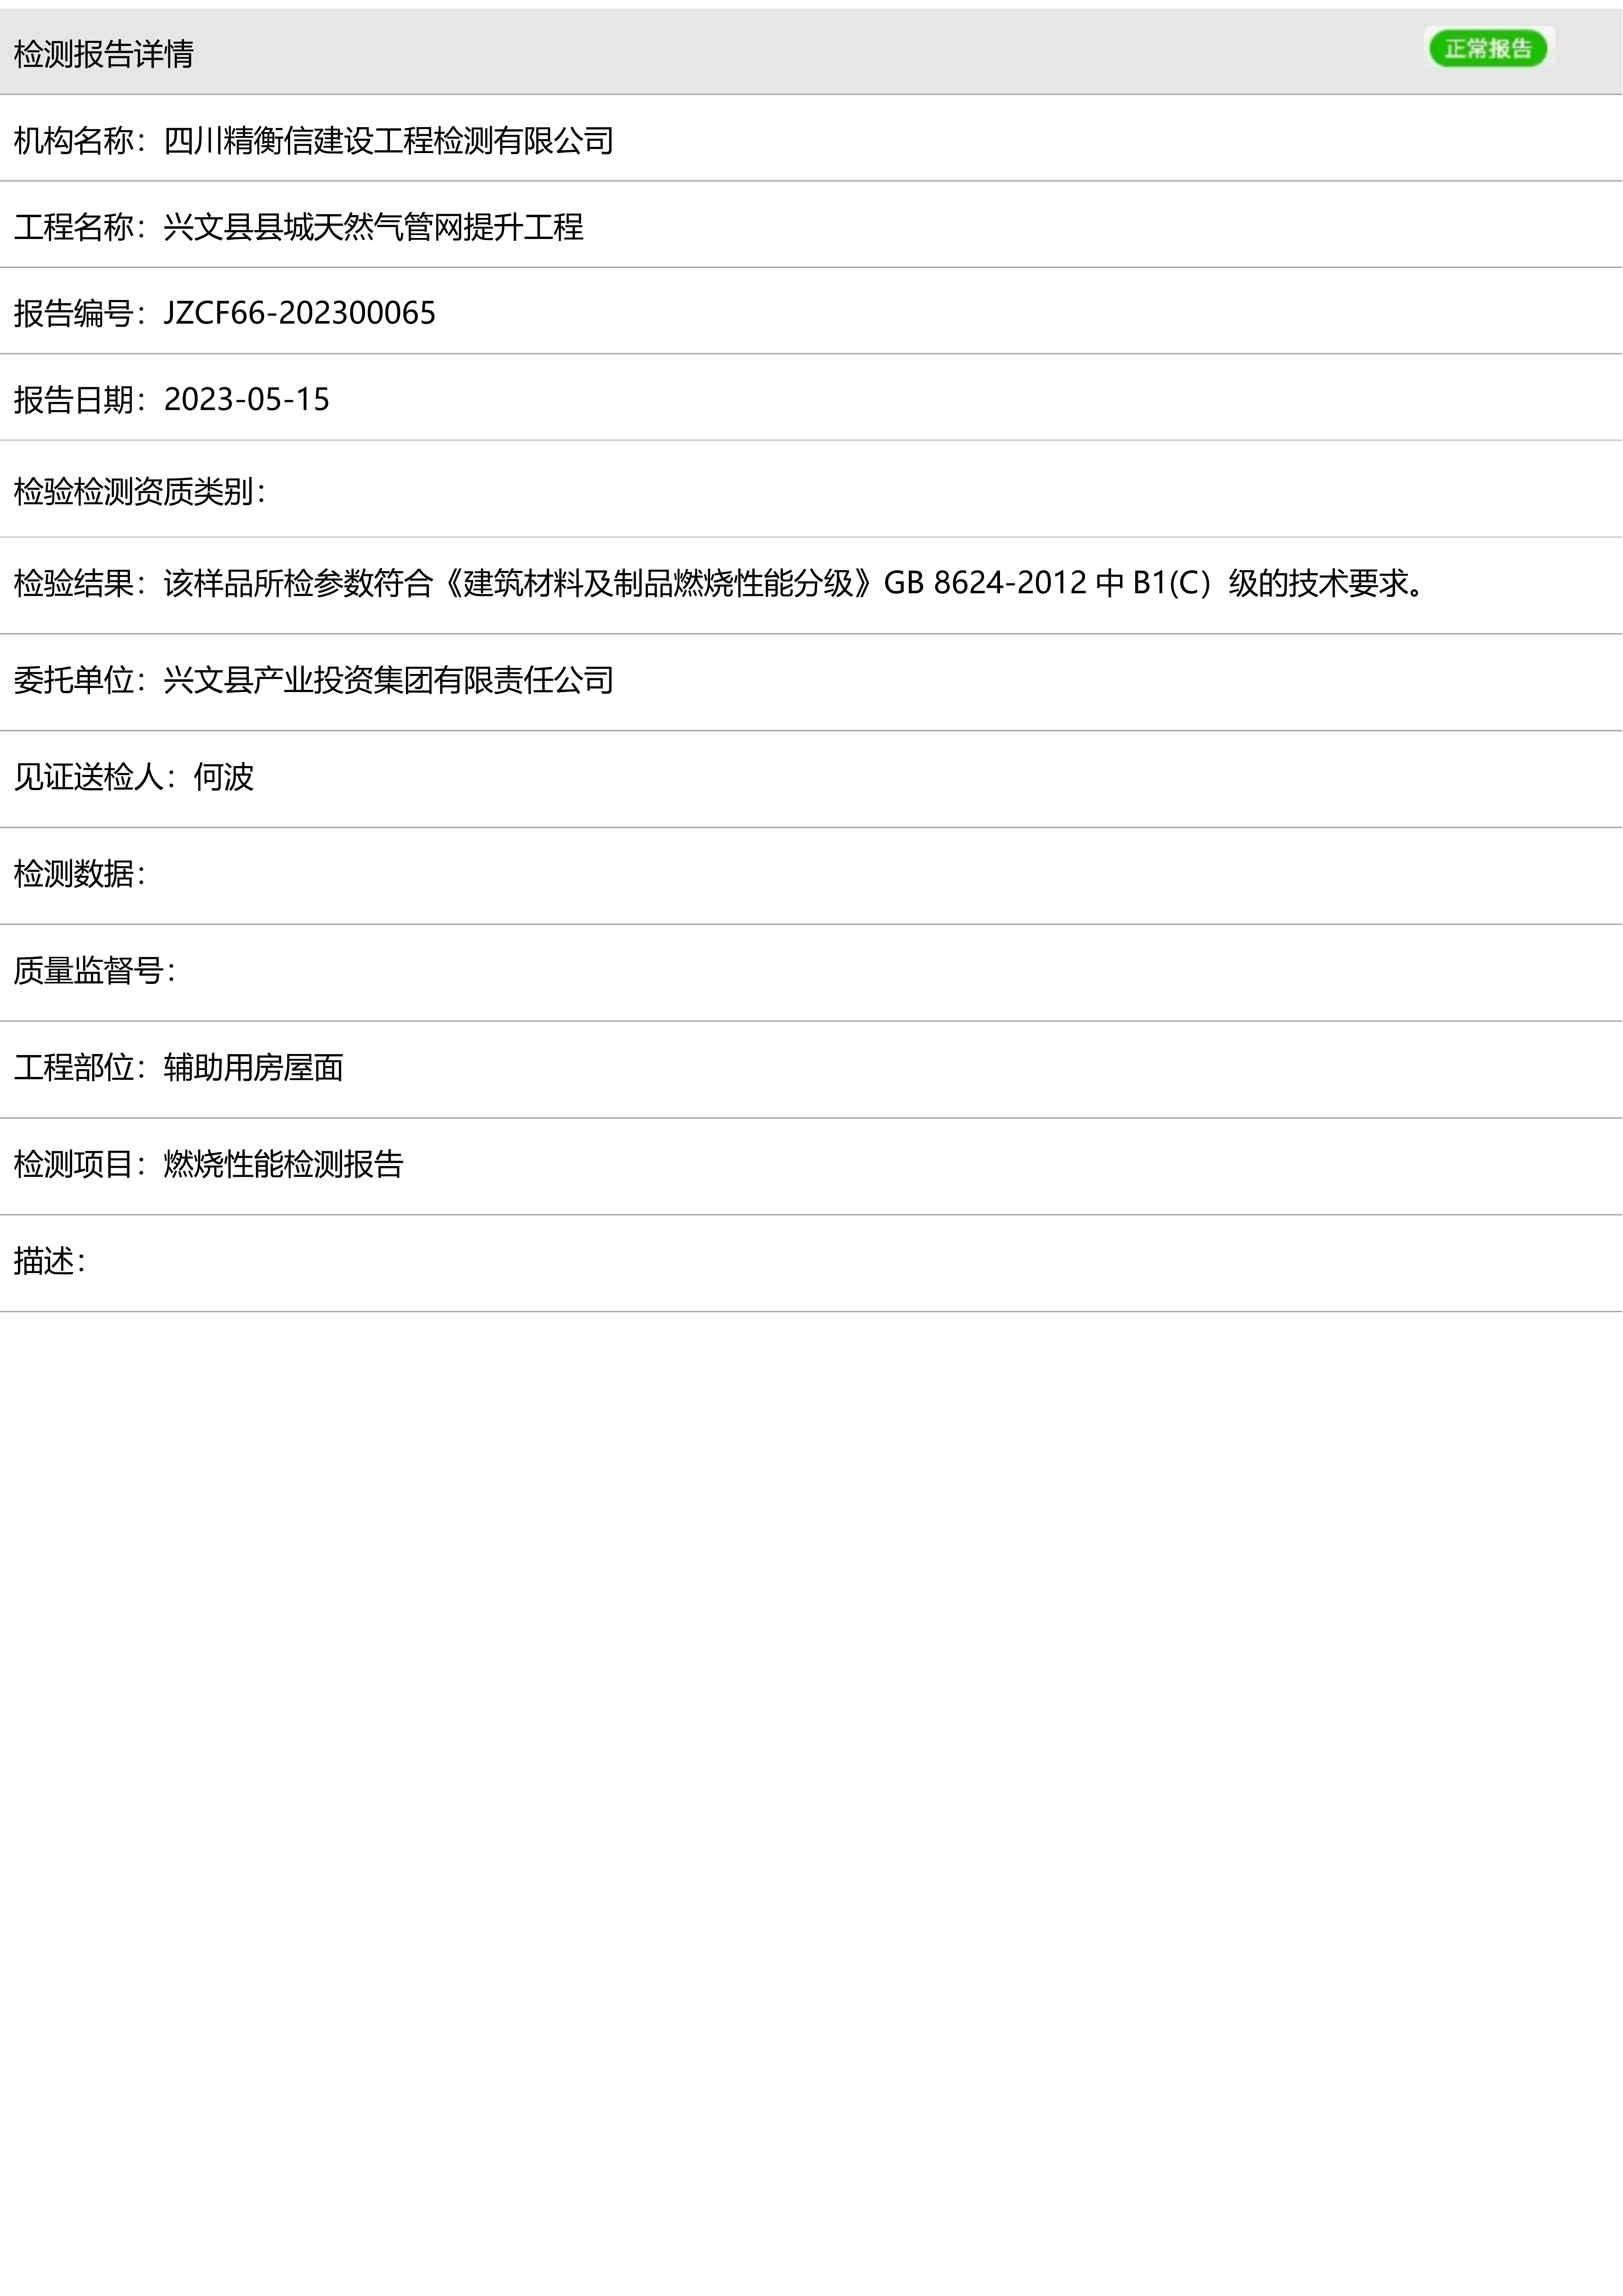 检测报告详情 正常报告
机构名称：四川精衡信建设工程检测有限公司
工程名称：兴文县县城天然气管网提升工程
报告编号：JZCF66-202300065
报告日期：2023-05-15
检验检测资质类别：
检验结果：该样品所检参数符合《建筑材料及制品燃烧性能分级》GB 8624-2012 中 B1(C）级的技术要求。
委托单位：兴文县产业投资集团有限责任公司
见证送检人：何波
检测数据：
质量监督号：
工程部位：辅助用房屋面
检测项目：燃烧性能检测报告
描述：